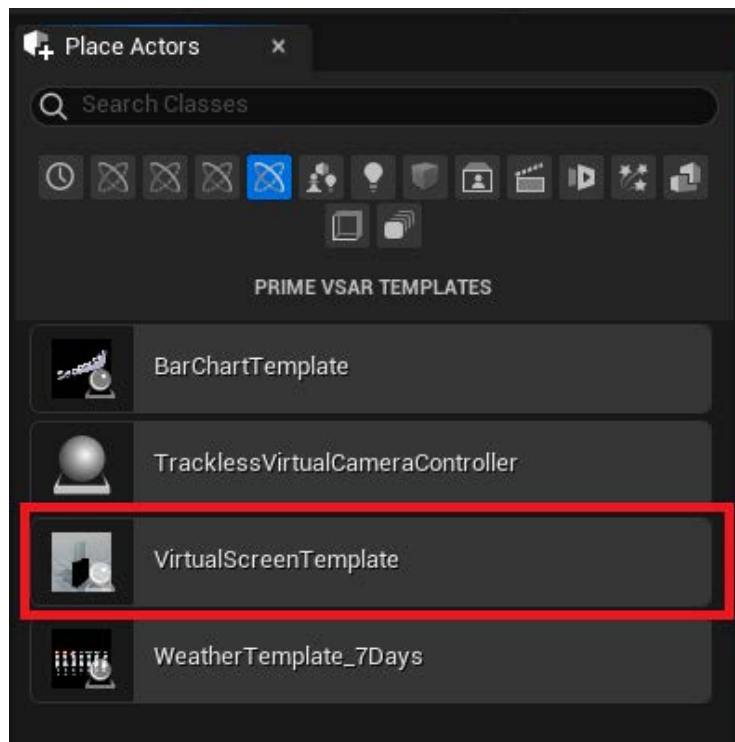 Place Actors
Search Classes
PRIME VSAR TEMPLATES
BarChartTemplate
TracklessVirtualCameraController
VirtualScreenTemplate
WeatherTemplate_7Days